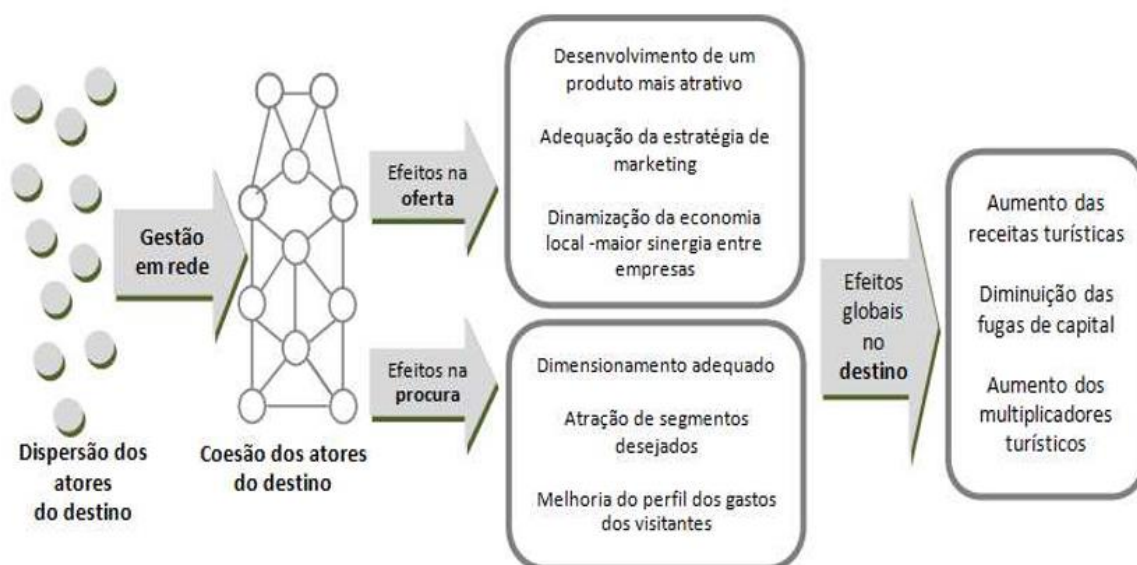 Dispersão dos
atores
do destino
Gestão
em rede
Coesão dos atores
do destino
Efeitos na
oferta
Efeitos na
procura
Desenvolvimento de um
produto mais atrativo
Adequação da estratégia de
marketing
Dinamização da economia
local -maior sinergia entre
empresas
Dimensionamento adequado
Atração de segmentos
desejados
Melhoria do perfil dos gastos
dos visitantes
Efeitos
globais
no
destino
Aumento das
receitas turísticas
Diminuição das
fugas de capital
Aumento dos
multiplicadores
turísticos